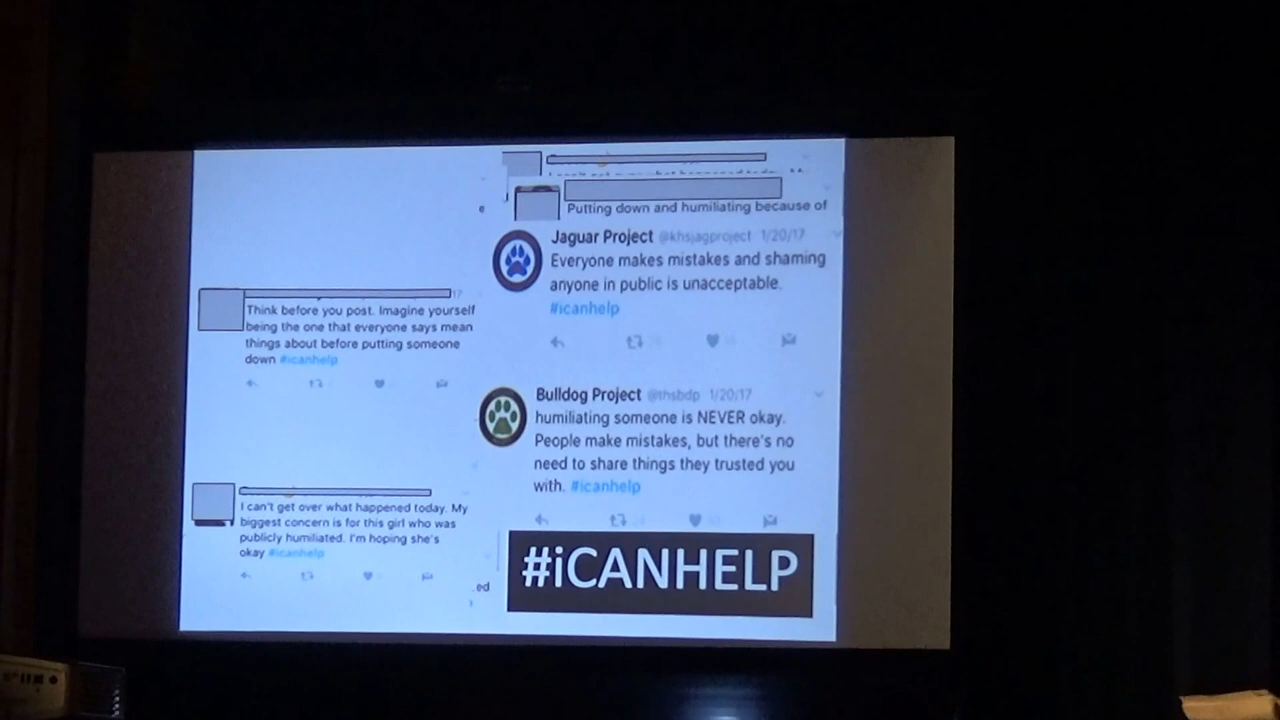 e
Putting down and humiliating because of
Jaguar Project @khsjagproject 1/20/17
Everyone makes mistakes and shaming
anyone in public is unacceptable.
#icanhelp
17
Think before you post. Imagine yourself
being the one that everyone says mean
things about before putting someone
down #icanhelp
Bulldog Project @thsbdp 1/20/17
humiliating someone is NEVER okay.
People make mistakes, but there's no
need to share things they trusted you
with. #icanhelp
I can't get over what happened today. My
biggest concern is for this girl who was
publicly humiliated. I'm hoping she's
okay #icanhelp
ed
#iCANHELP